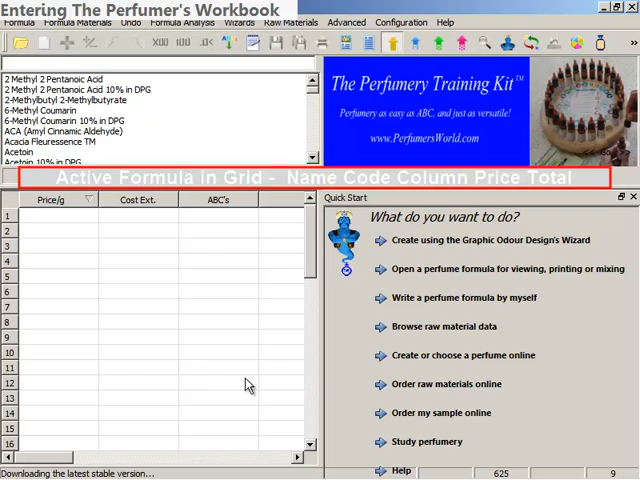 Entering The Perfumer's Workbook
Formula Formula Materials Undo Formula Analysis Wizards Raw Materials Advanced Configuration Help
XXX 100 .0<
2 Methyl 2 Pentanoic Acid
2 Methyl 2 Pentanoic Acid 10% in DPG
2-Methylbutyl 2-Methylbutyrate
6-Methyl Coumarin
6-Methyl Coumarin 10% in DPG
ACA (Amyl Cinnamic Aldehyde)
Acacia Fleuressence TM
Acetoin
Acetoin 10% in DPG
The Perfumery Training Kit™
Perfumery as easy as ABC, and just as versatile!
www.PerfumersWorld.com
Active Formula in Grid - Name Code Column Price Total
Price/g Cost Ext. ABC's
1
2
3
4
5
6
7
8
9
10
11
12
13
14
15
16
Quick Start
What do you want to do?
Create using the Graphic Odour Design's Wizard
Open a perfume formula for viewing, printing or mixing
Write a perfume formula by myself
Browse raw material data
Create or choose a perfume online
Order raw materials online
Order my sample online
Study perfumery
Help
Downloading the latest stable version... 625 9